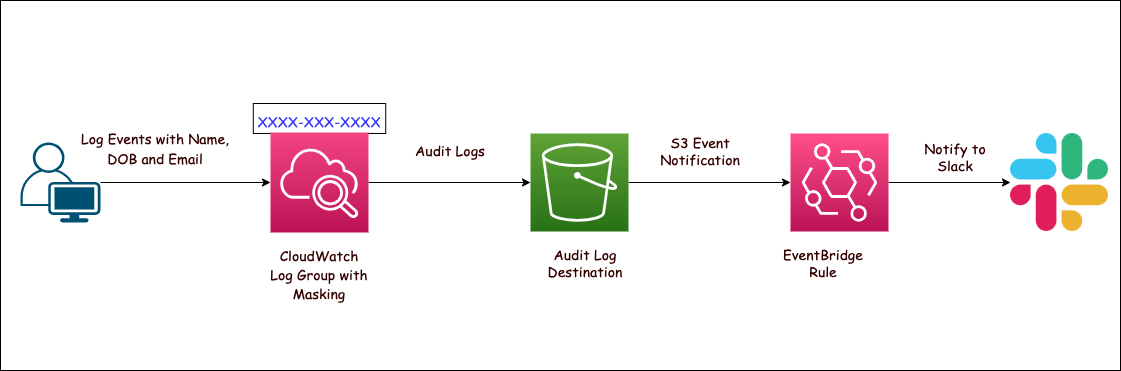 XXXX-XXX-XXXX
Log Events with Name,
DOB and Email
Audit Logs
S3 Event
Notification
Notify to
Slack
CloudWatch
Log Group with
Masking
Audit Log
Destination
EventBridge
Rule